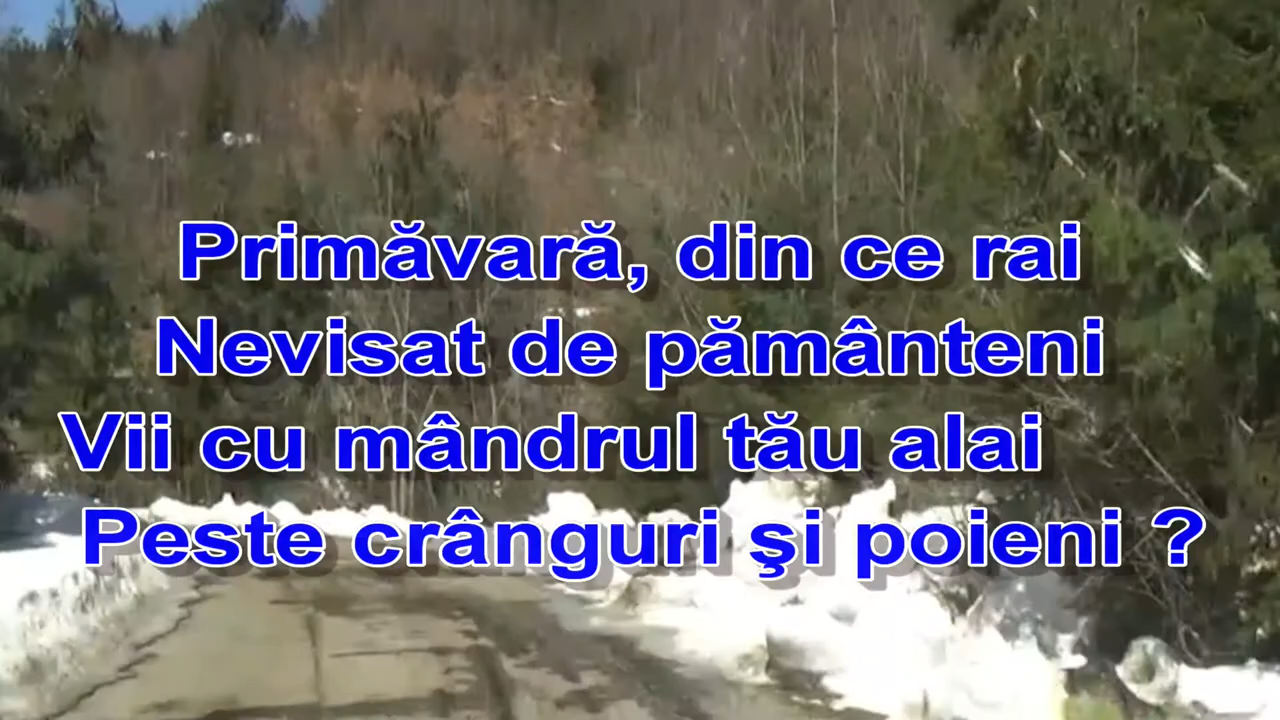 Primăvară, din ce rai
Nevisat de pământeni
Vii cu mândrul tău alai
Peste crânguri şi poieni ?